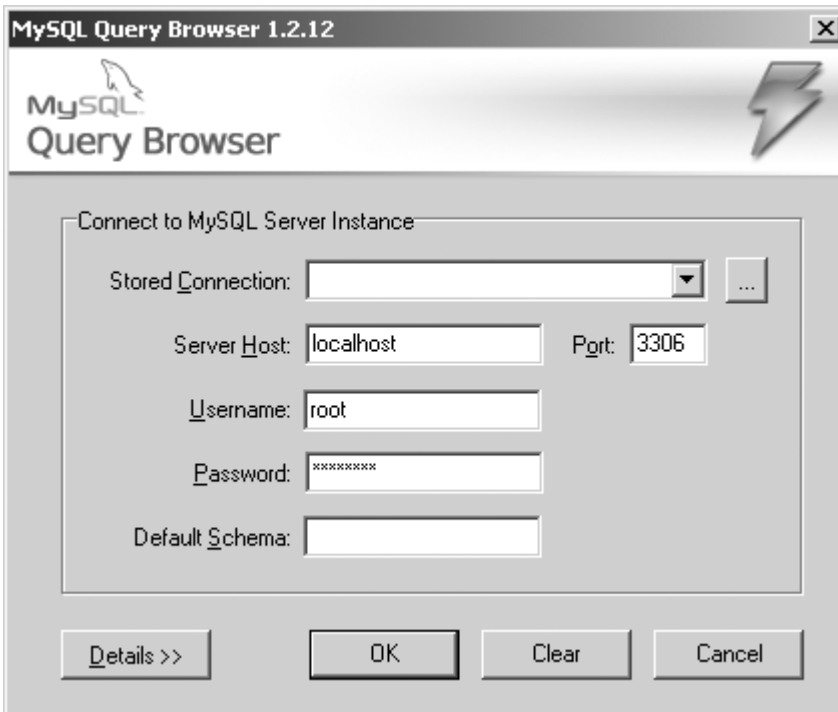 MySQL Query Browser 1.2.12
MySQL
Query Browser
Connect to MySQL Server Instance
Stored Connection:
...
Server Host: localhost Port: 3306
Username: root
Password: ********
Default Schema:
Details >> OK Clear Cancel